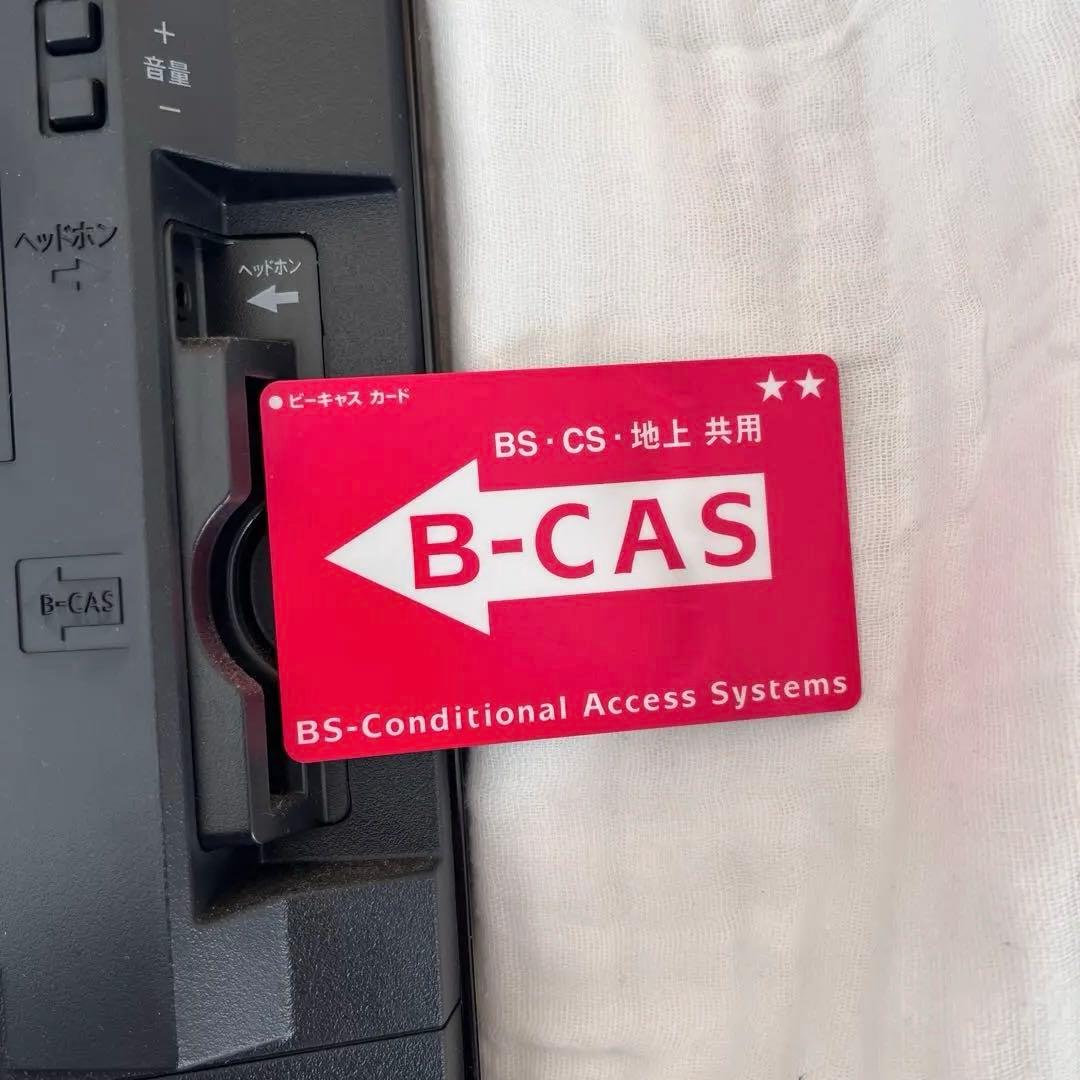 +
音量
−
ヘッドホン
ヘッドホン
● ビーキャス カード
★★
BS・CS・地上 共用
B-CAS
BS-Conditional Access Systems
B-CAS